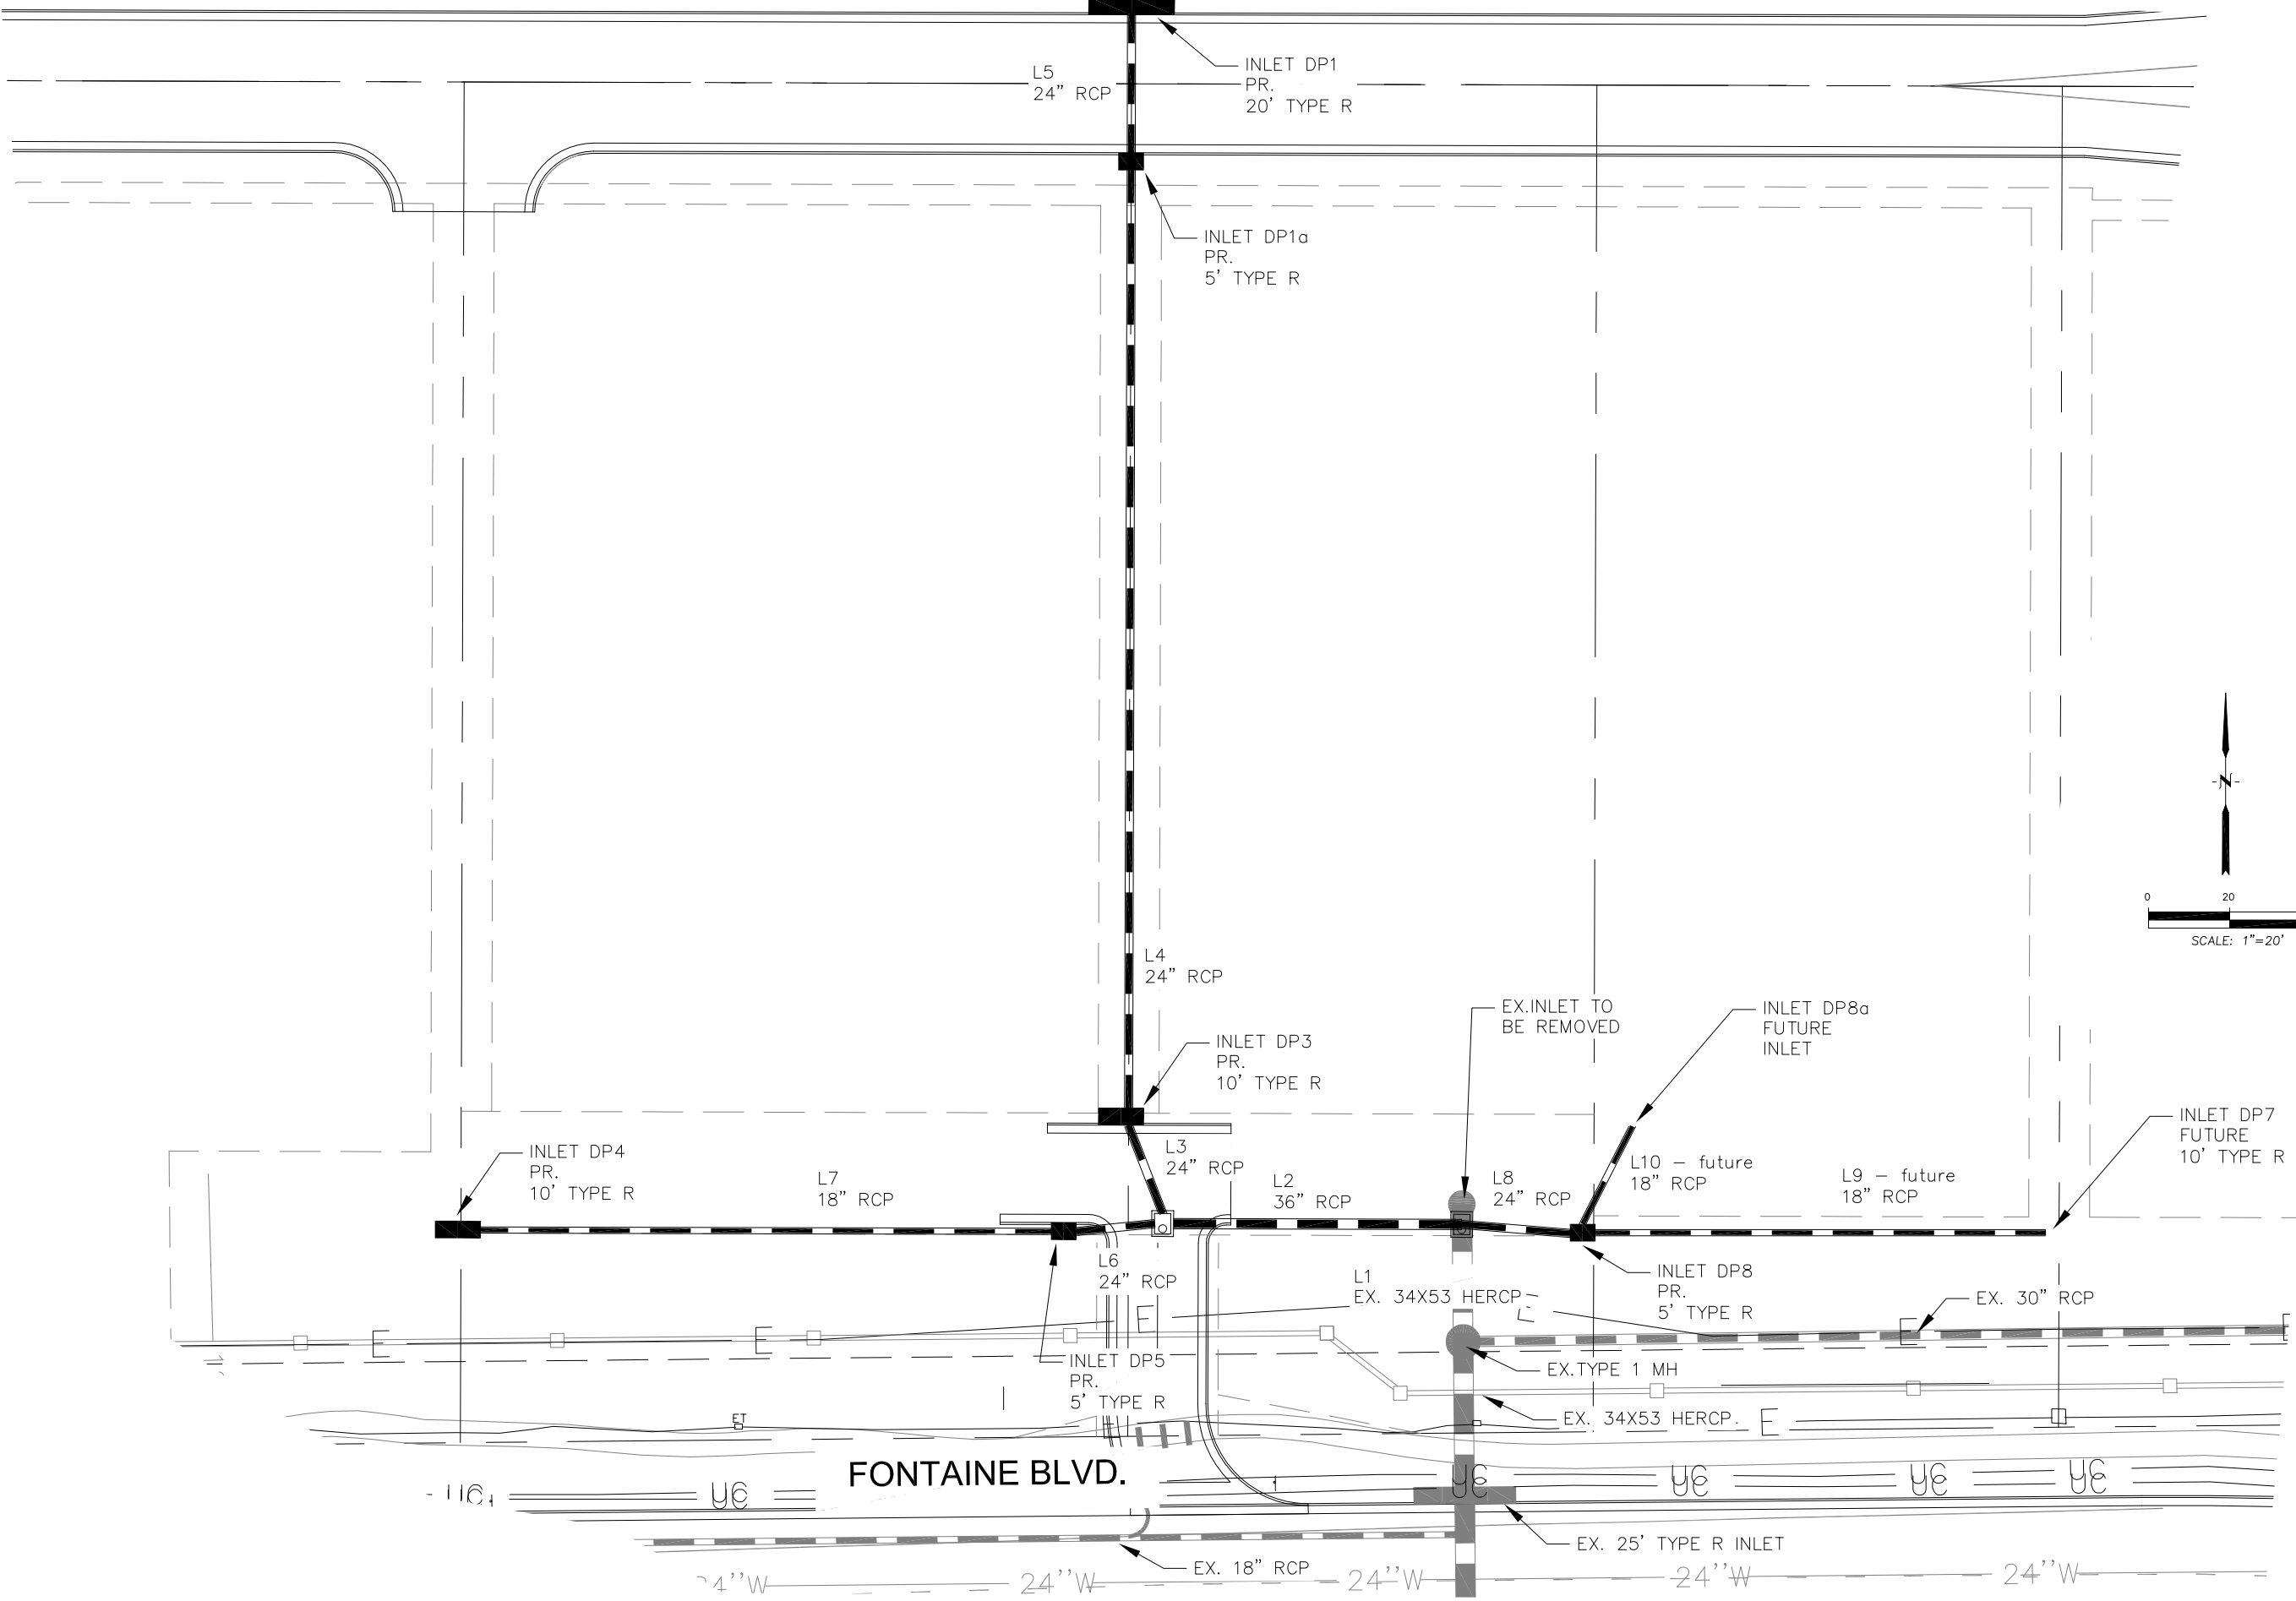 L5
24" RCP
INLET DP1
PR.
20' TYPE R
INLET DP1a
PR.
5' TYPE R
-N-
0 20
SCALE: 1"=20'
L4
24" RCP
EX.INLET TO
BE REMOVED
INLET DP8a
FUTURE
INLET
INLET DP3
PR.
10' TYPE R
INLET DP7
FUTURE
10' TYPE R
INLET DP4
PR.
10' TYPE R
L7
18" RCP
L3
24" RCP
L2
36" RCP
L8
24" RCP
L10 – future
18" RCP
L9 – future
18" RCP
L6
24" RCP
L1
EX. 34X53 HERCP
INLET DP8
PR.
5' TYPE R
EX. 30" RCP
E E E E E
INLET DP5
PR.
5' TYPE R
EX.TYPE 1 MH
ET
EX. 34X53 HERCP.
E
FONTAINE BLVD.
EX. 25' TYPE R INLET
EX. 18" RCP
24''W 24''W 24''W 24''W